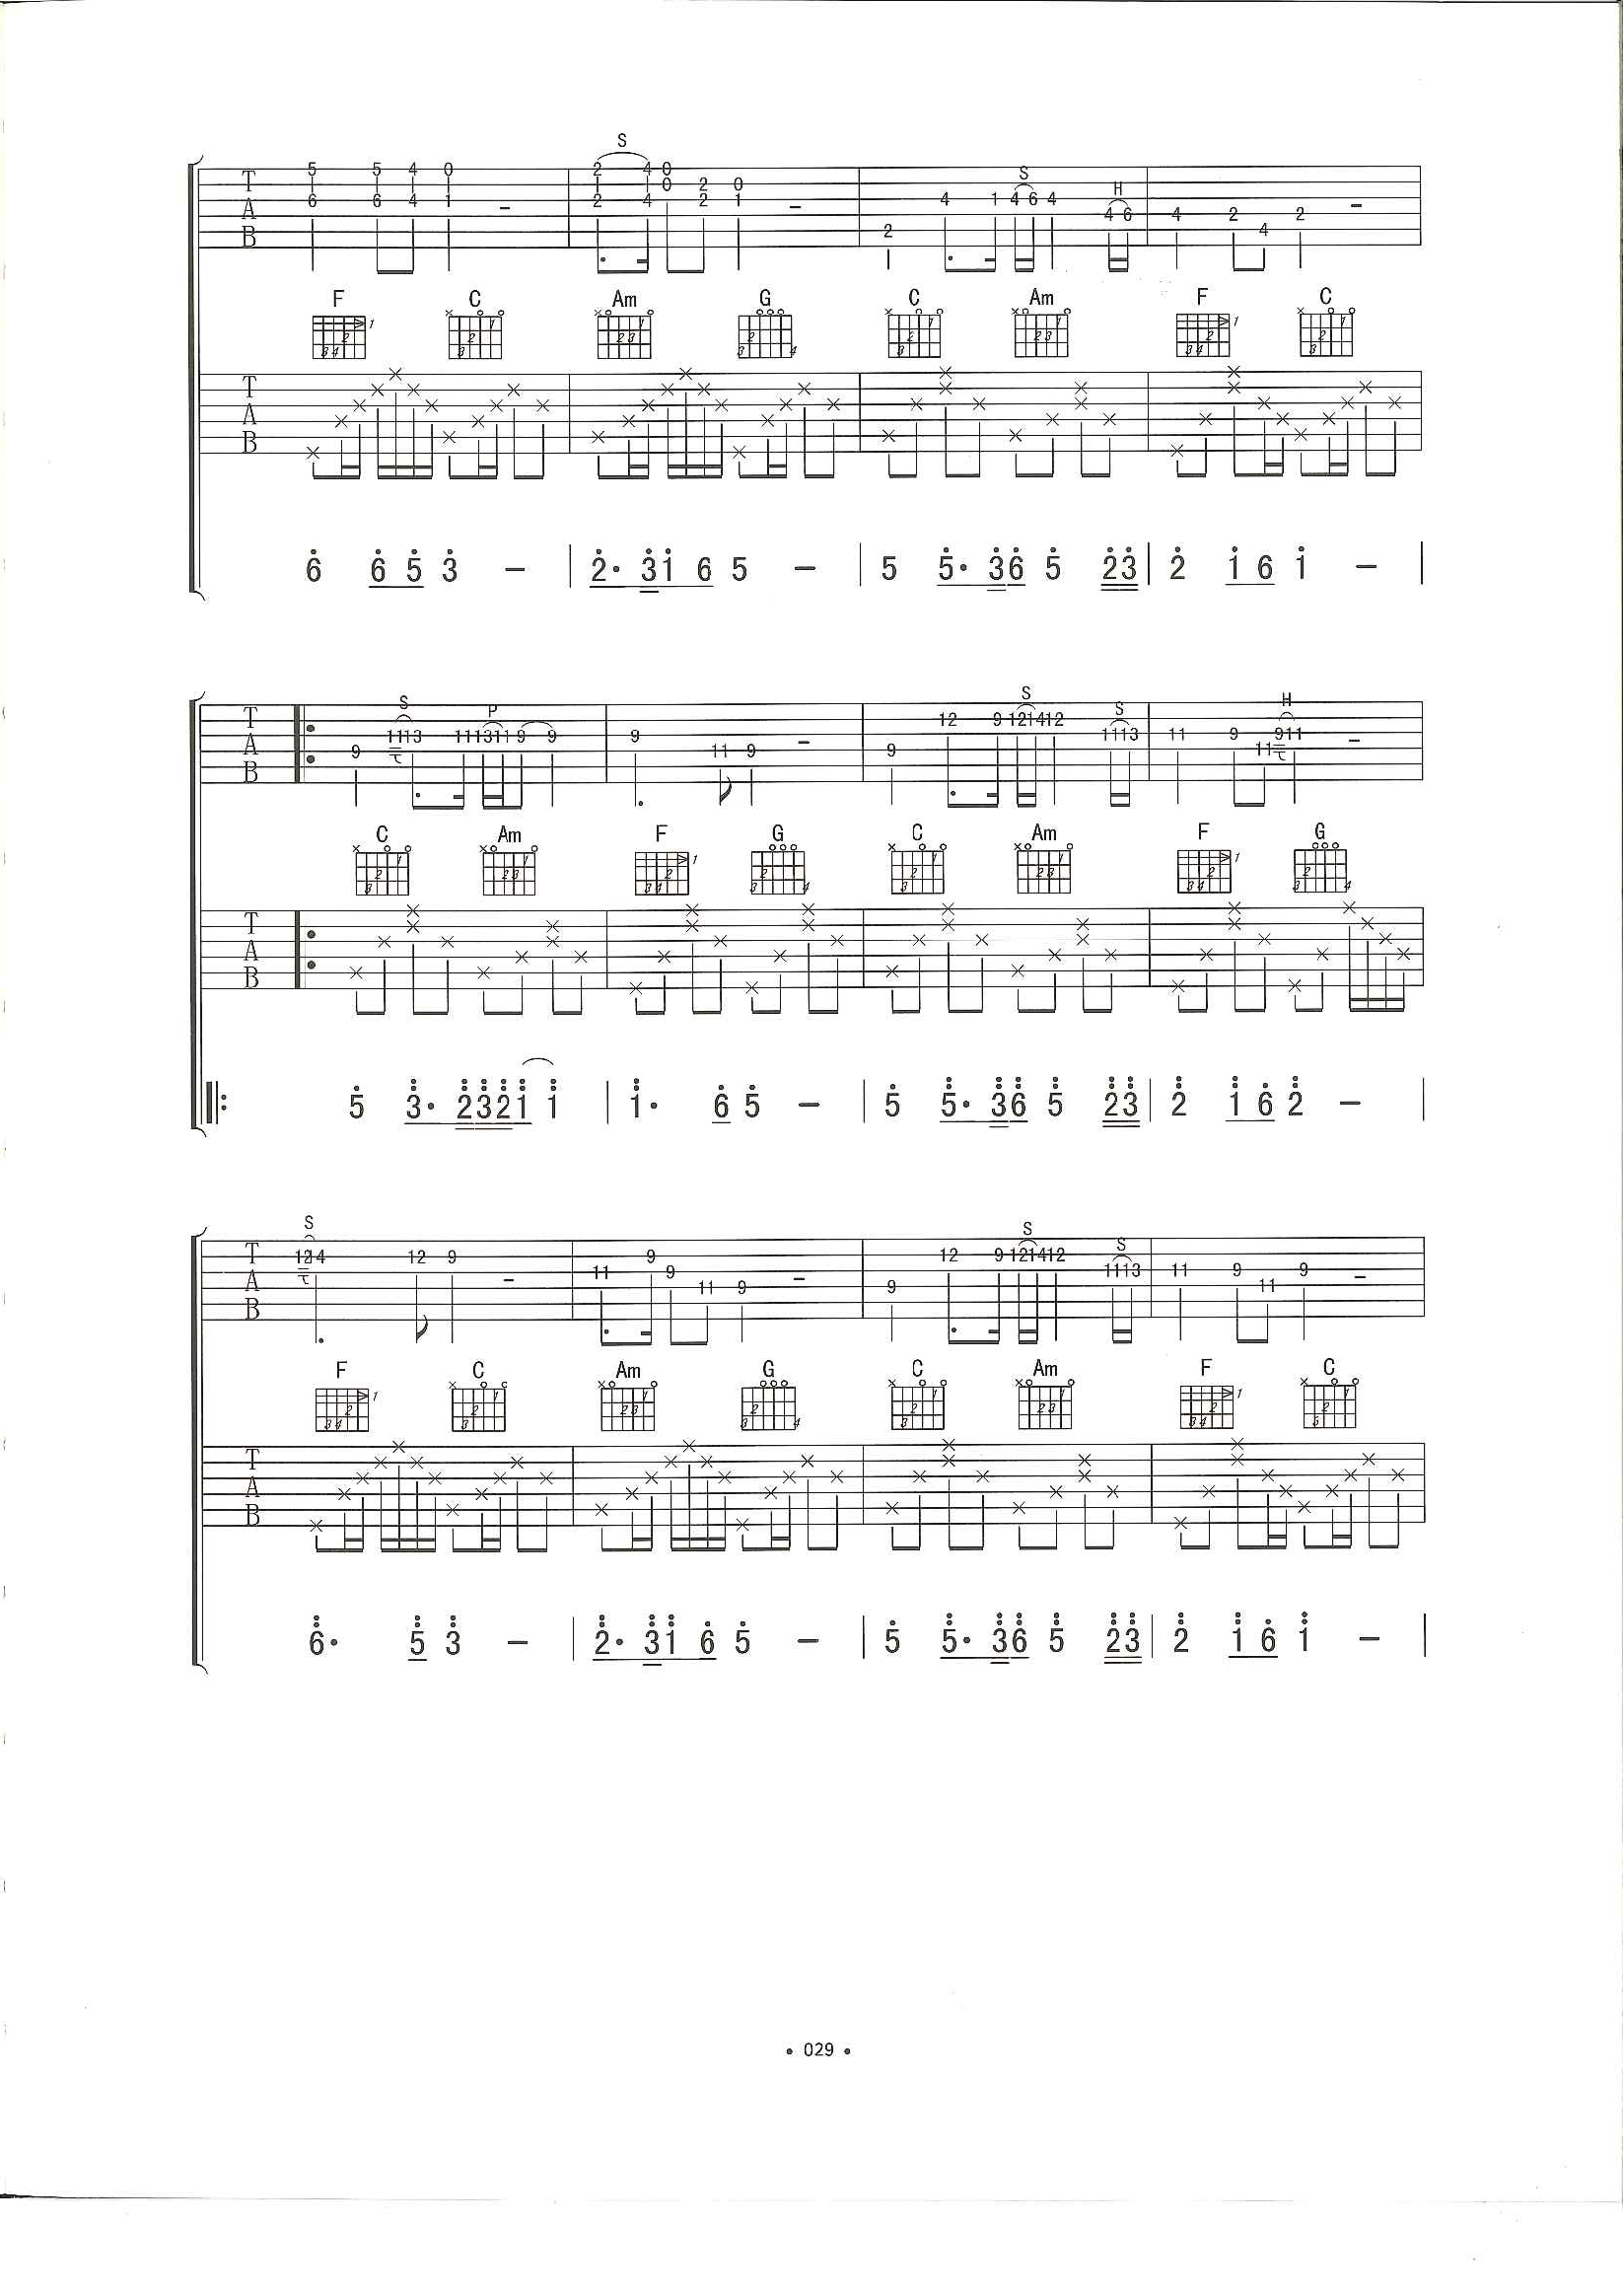 S
5 5 4 0 2 4 0 S
6 6 4 1 2 4 0 2 2 0 1 2 4 1 4 6 4 H 4 6 4 2 4 2
T A B
F C Am G C Am F C
T A B
6 6 5 3 – 2· 3 1 6 5 – 5 5· 3 6 5 2 3 2 1 6 1 –
S P S S H
9 11 13 11 13 11 9 9 9 11 9 9 12 9 12 14 12 11 13 11 9 11 9 11
T A B
C Am F G C Am F G
T A B
5 3· 2 3 2 1 1 1· 6 5 – 5 5· 3 6 5 2 3 2 1 6 2 –
S S S
12 14 12 9 11 9 9 11 9 9 12 9 12 14 12 11 13 11 9 11 9
T A B
F C Am G C Am F C
T A B
6· 5 3 – 2· 3 1 6 5 – 5 5· 3 6 5 2 3 2 1 6 1 –
• 029 •